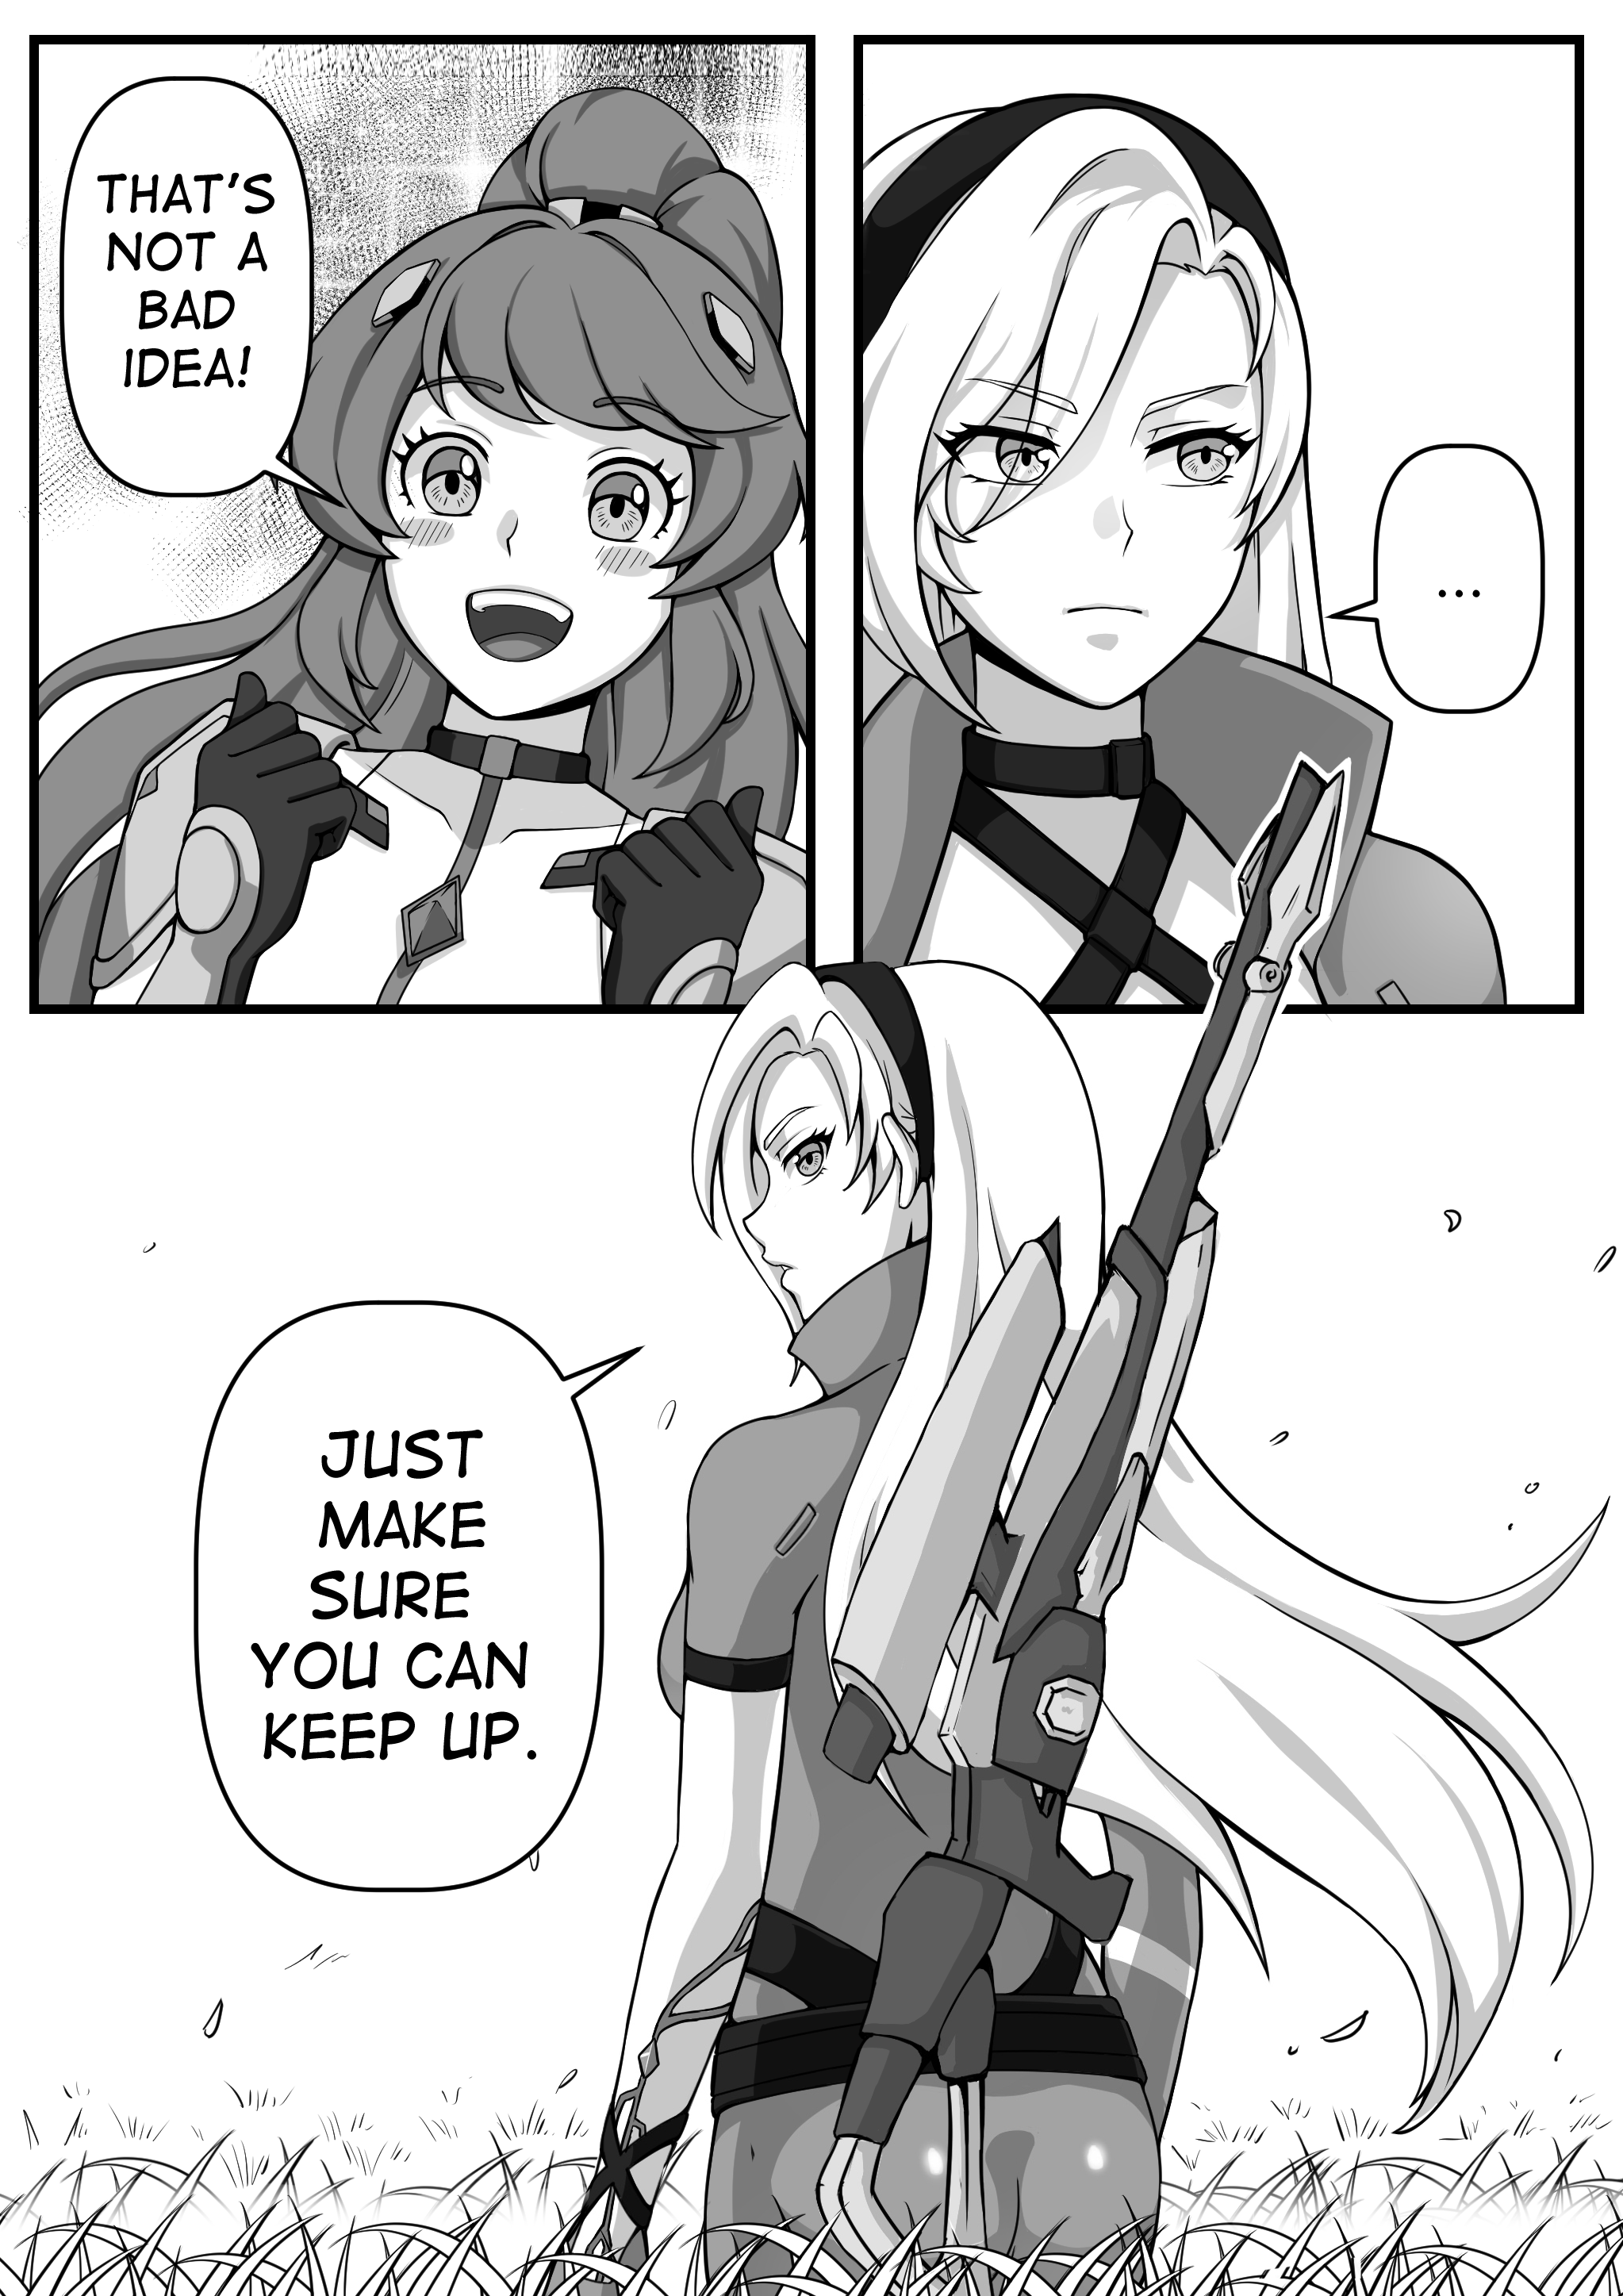 THAT'S
NOT A
BAD
IDEA!
...
JUST
MAKE
SURE
YOU CAN
KEEP UP.